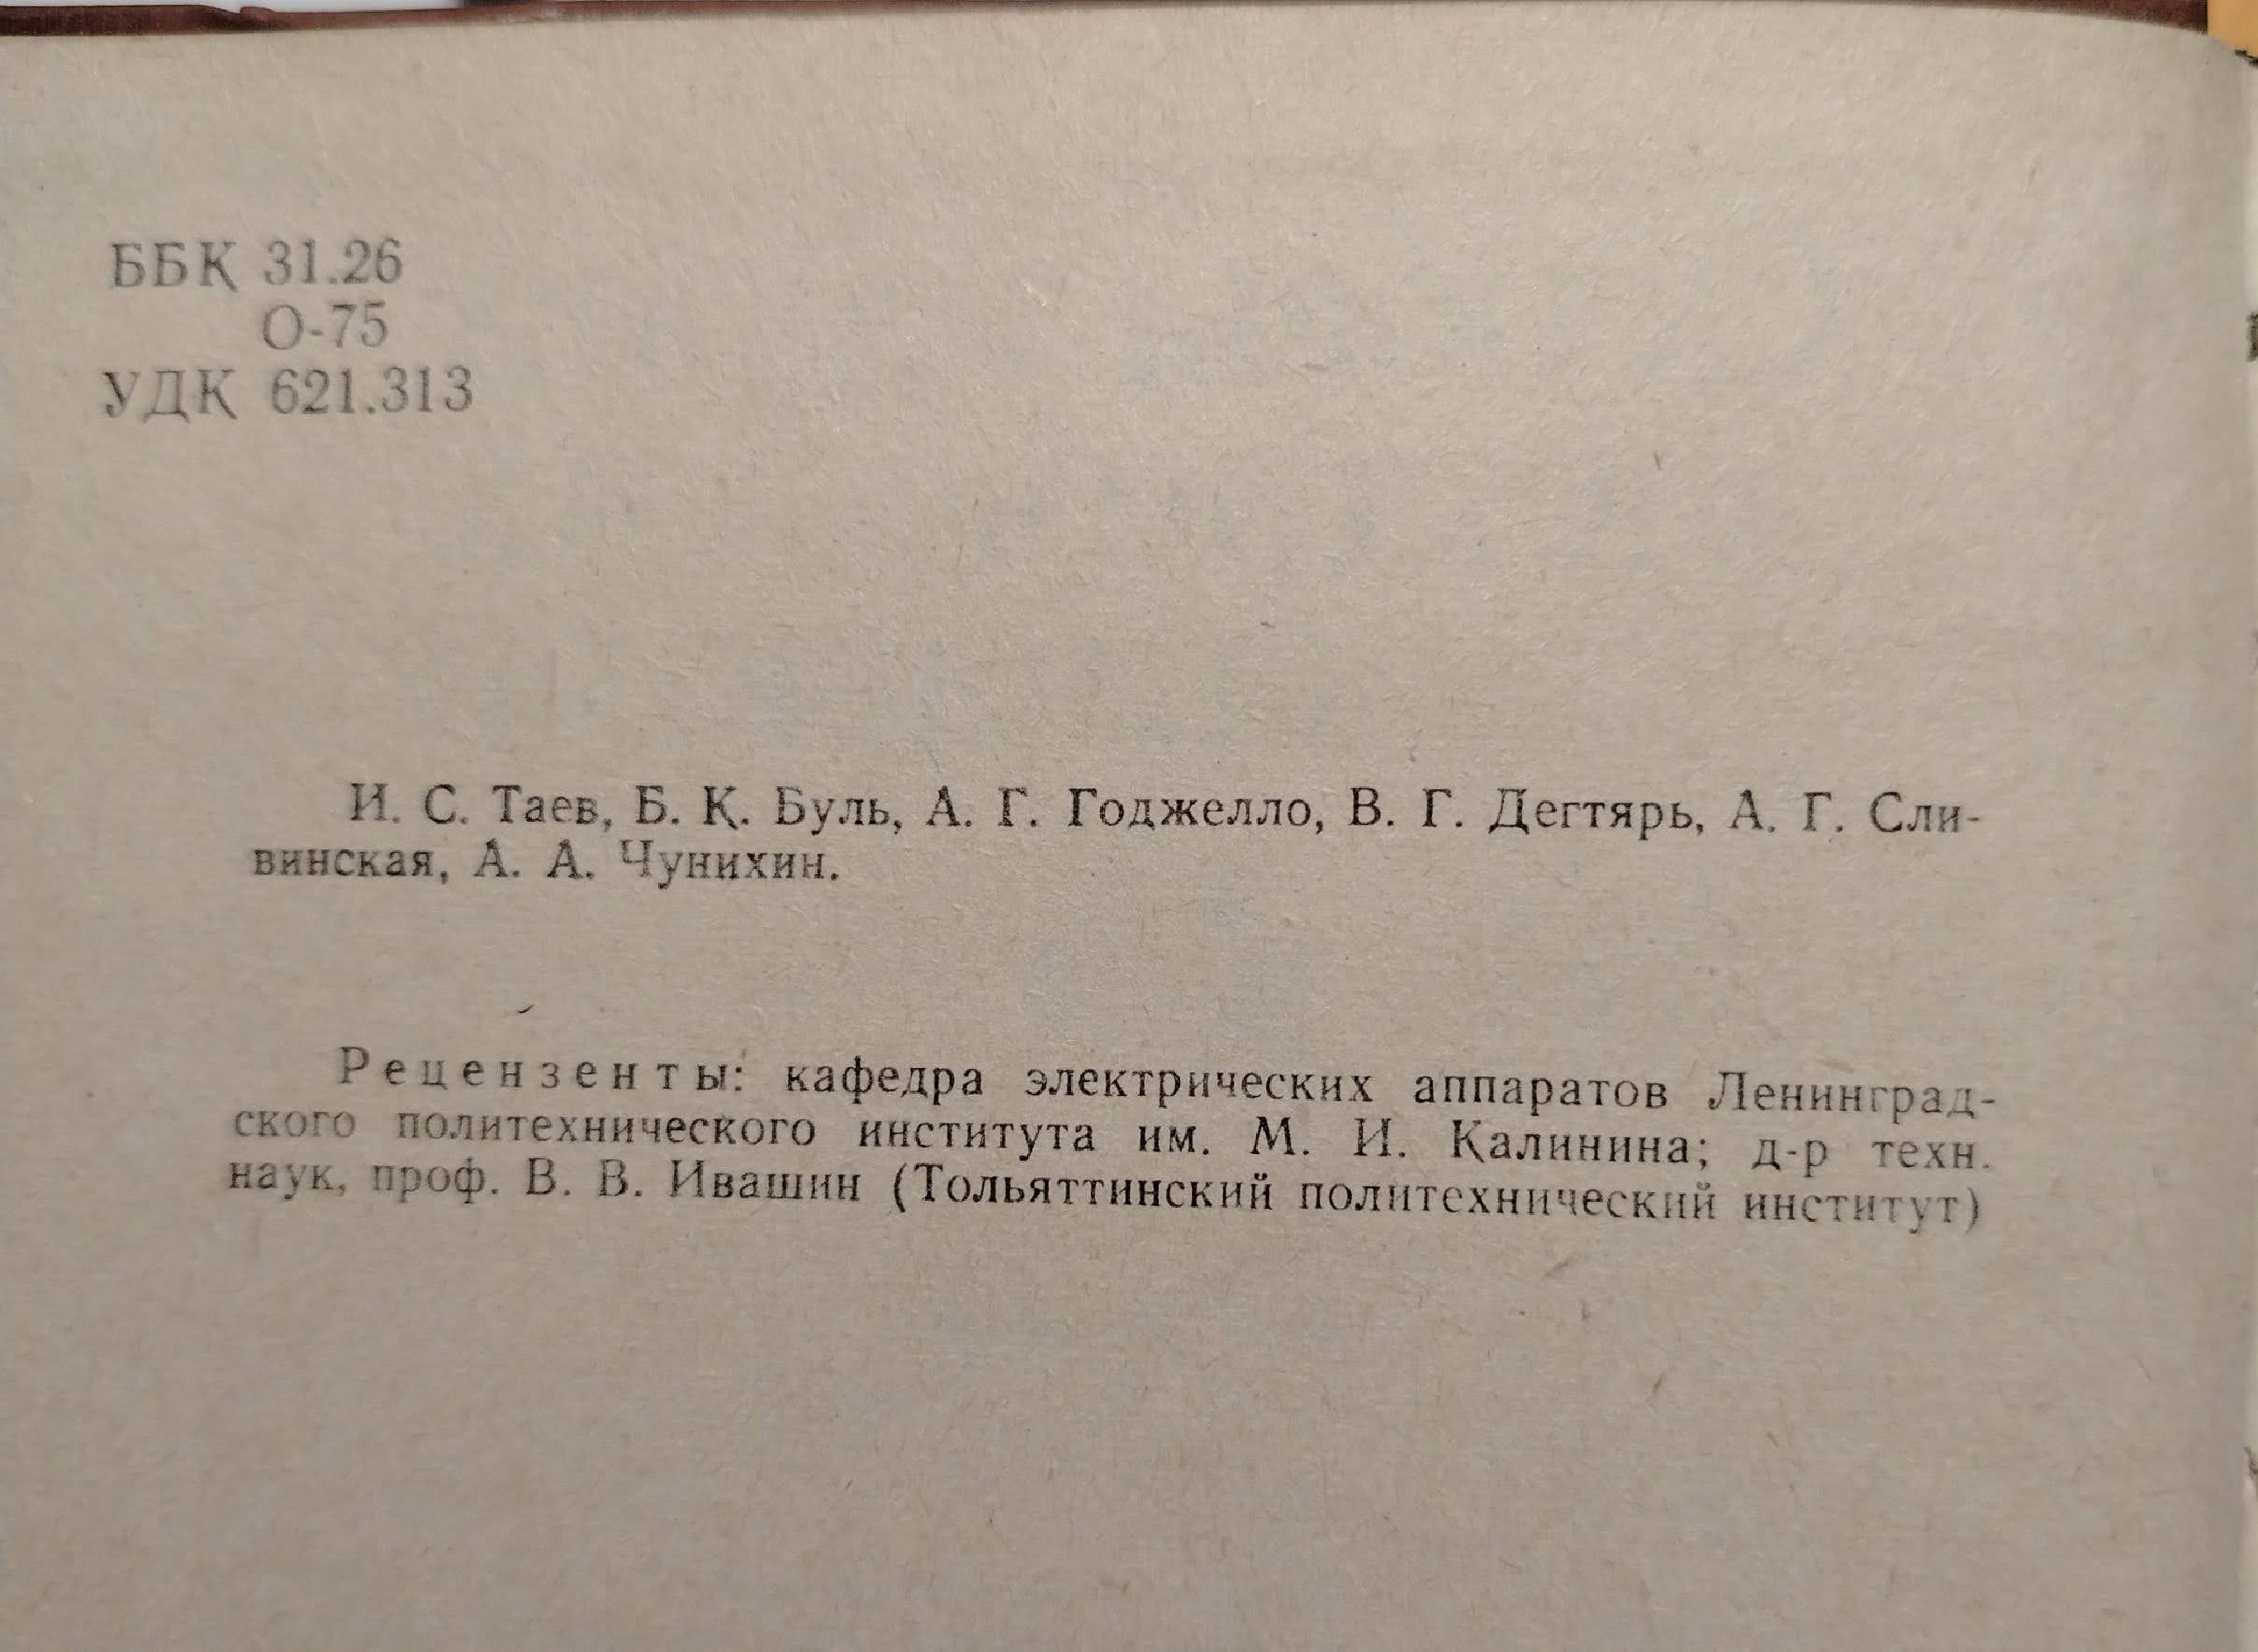 ББК 31.26
О-75
УДК 621.313
И. С. Таев, Б. К. Буль, А. Г. Годжелло, В. Г. Дегтярь, А. Г. Сли-
винская, А. А. Чунихин.
Рецензенты: кафедра электрических аппаратов Ленинград-
ского политехнического института им. М. И. Калинина; д-р техн.
наук, проф. В. В. Ивашин (Тольяттинский политехнический институт)